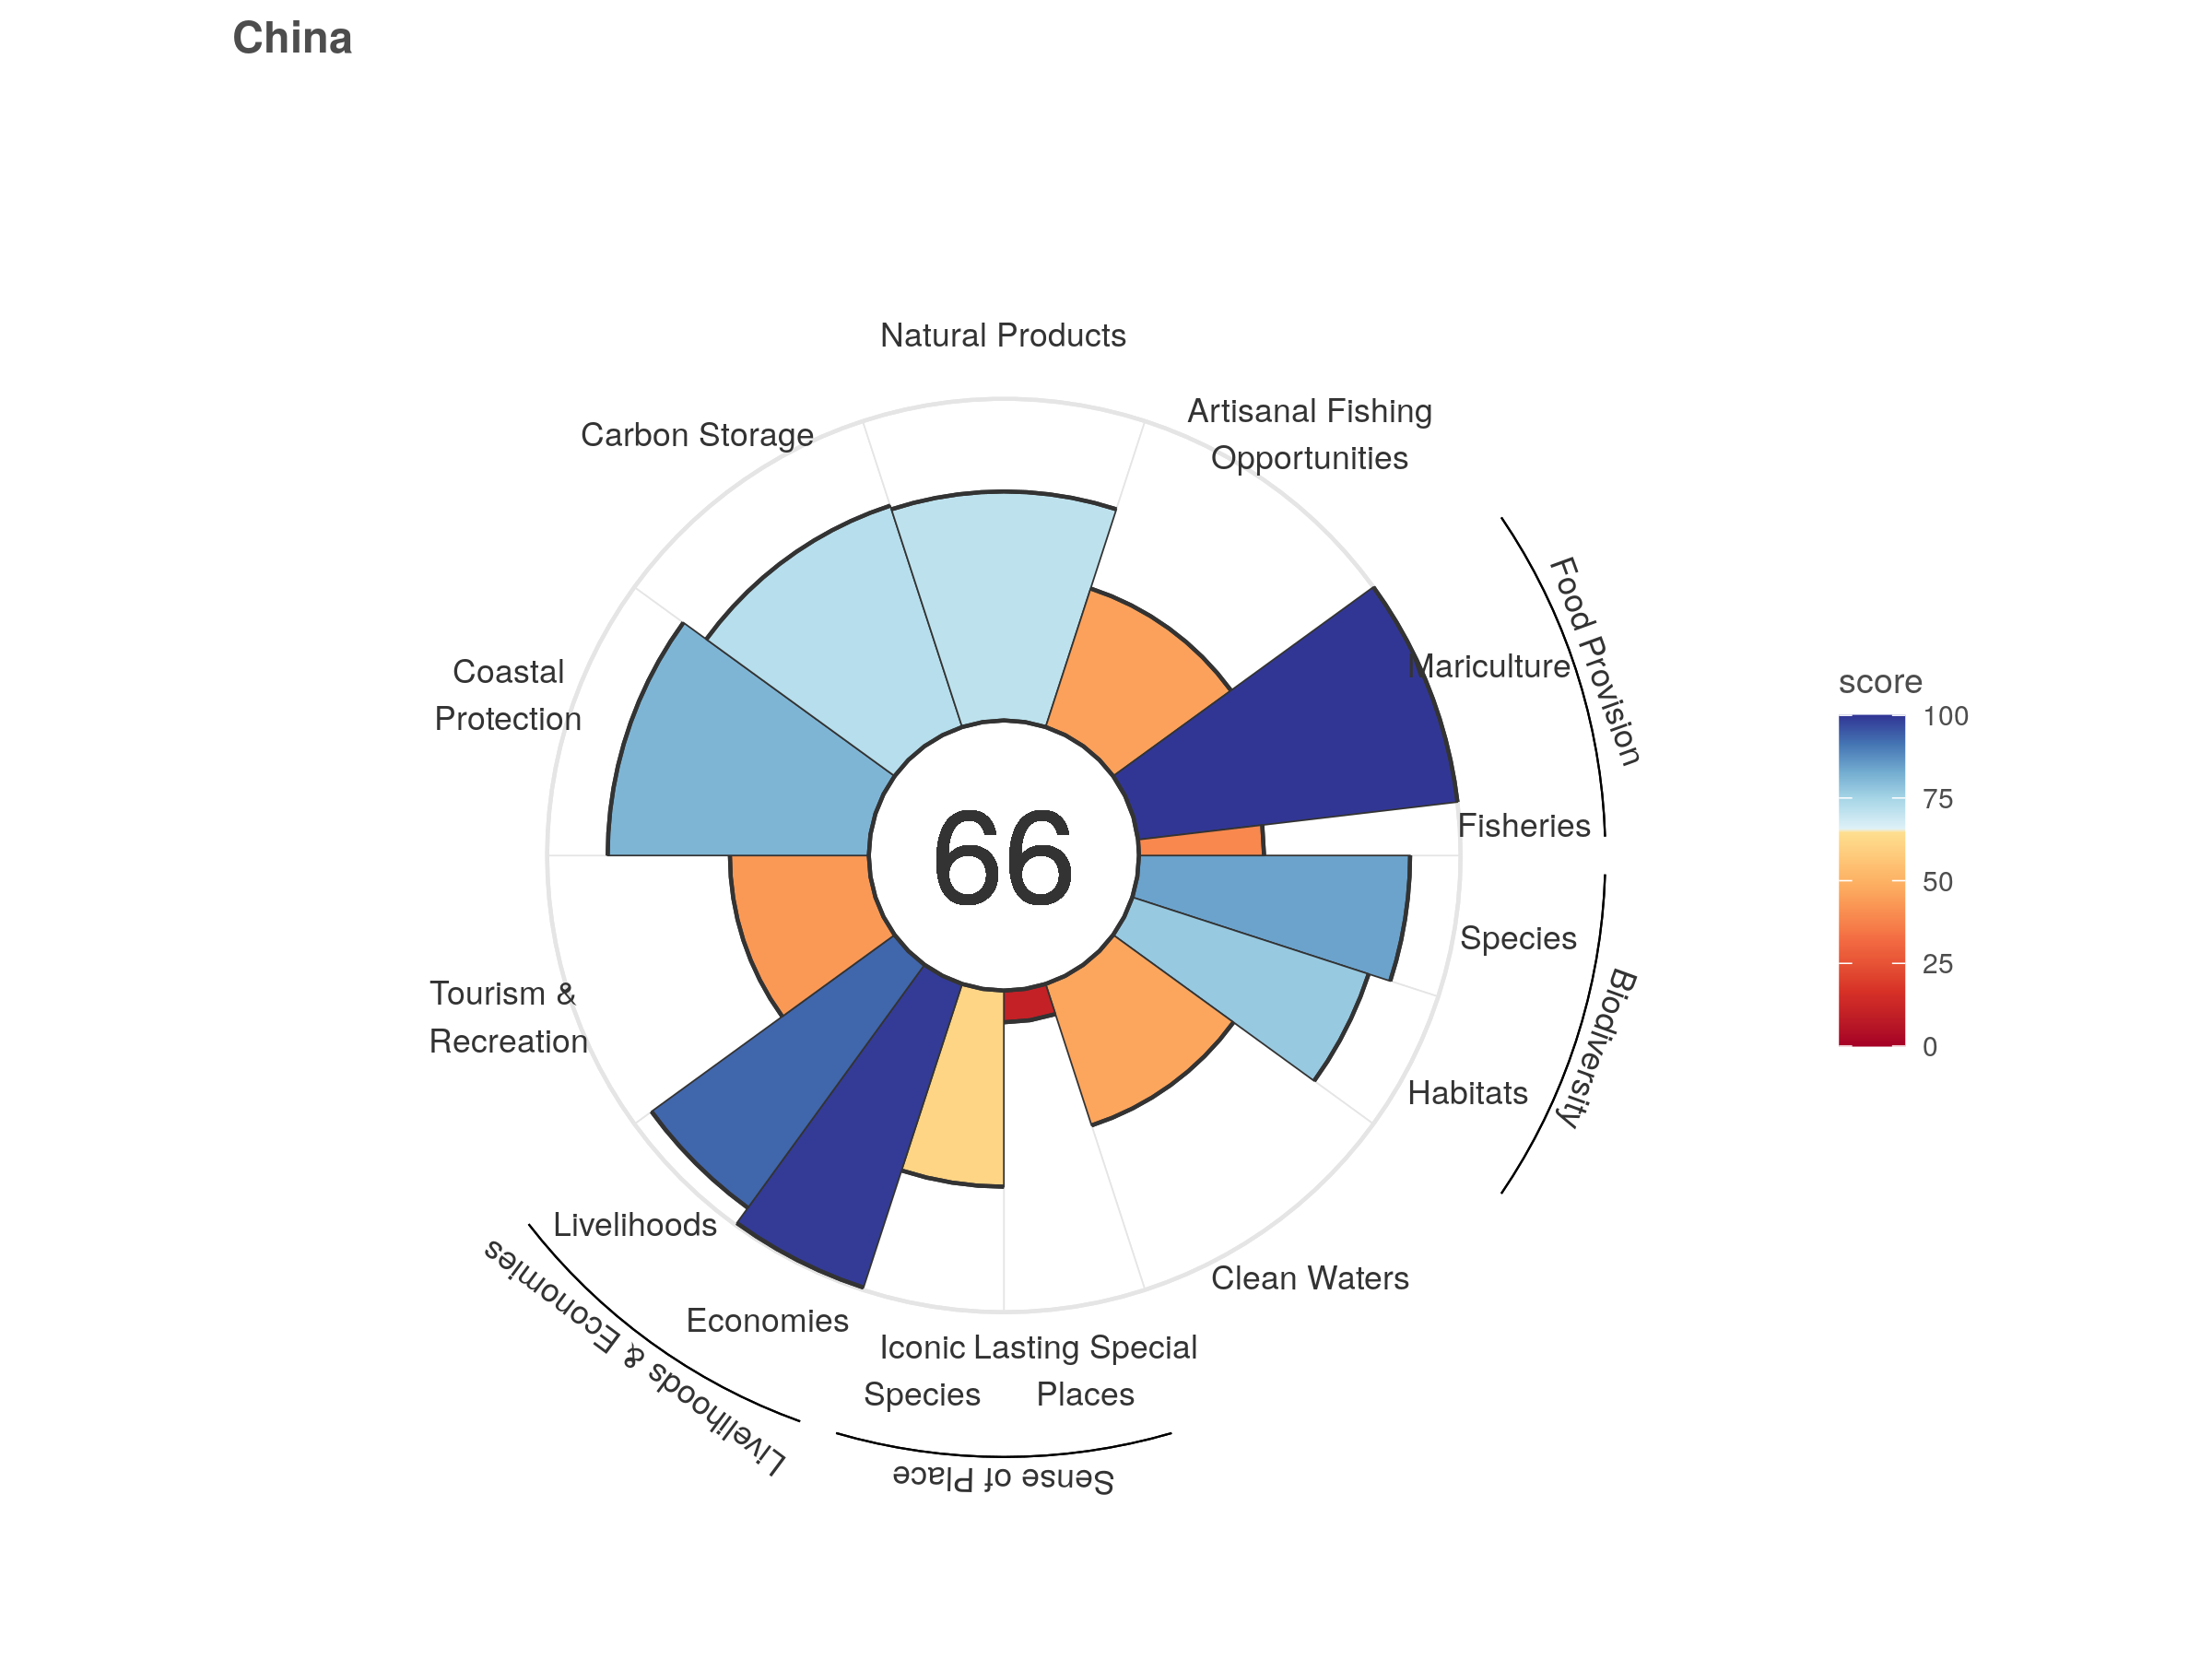 China
Natural Products
Artisanal Fishing
Opportunities
Carbon Storage
Food Provision
Mariculture
Coastal
Protection
score
100
75
50
25
0
66
Fisheries
Species
Biodiversity
Tourism &
Recreation
Habitats
Livelihoods
Clean Waters
Economies
Livelihoods & Economies
Iconic
Species
Lasting Special
Places
Sense of Place